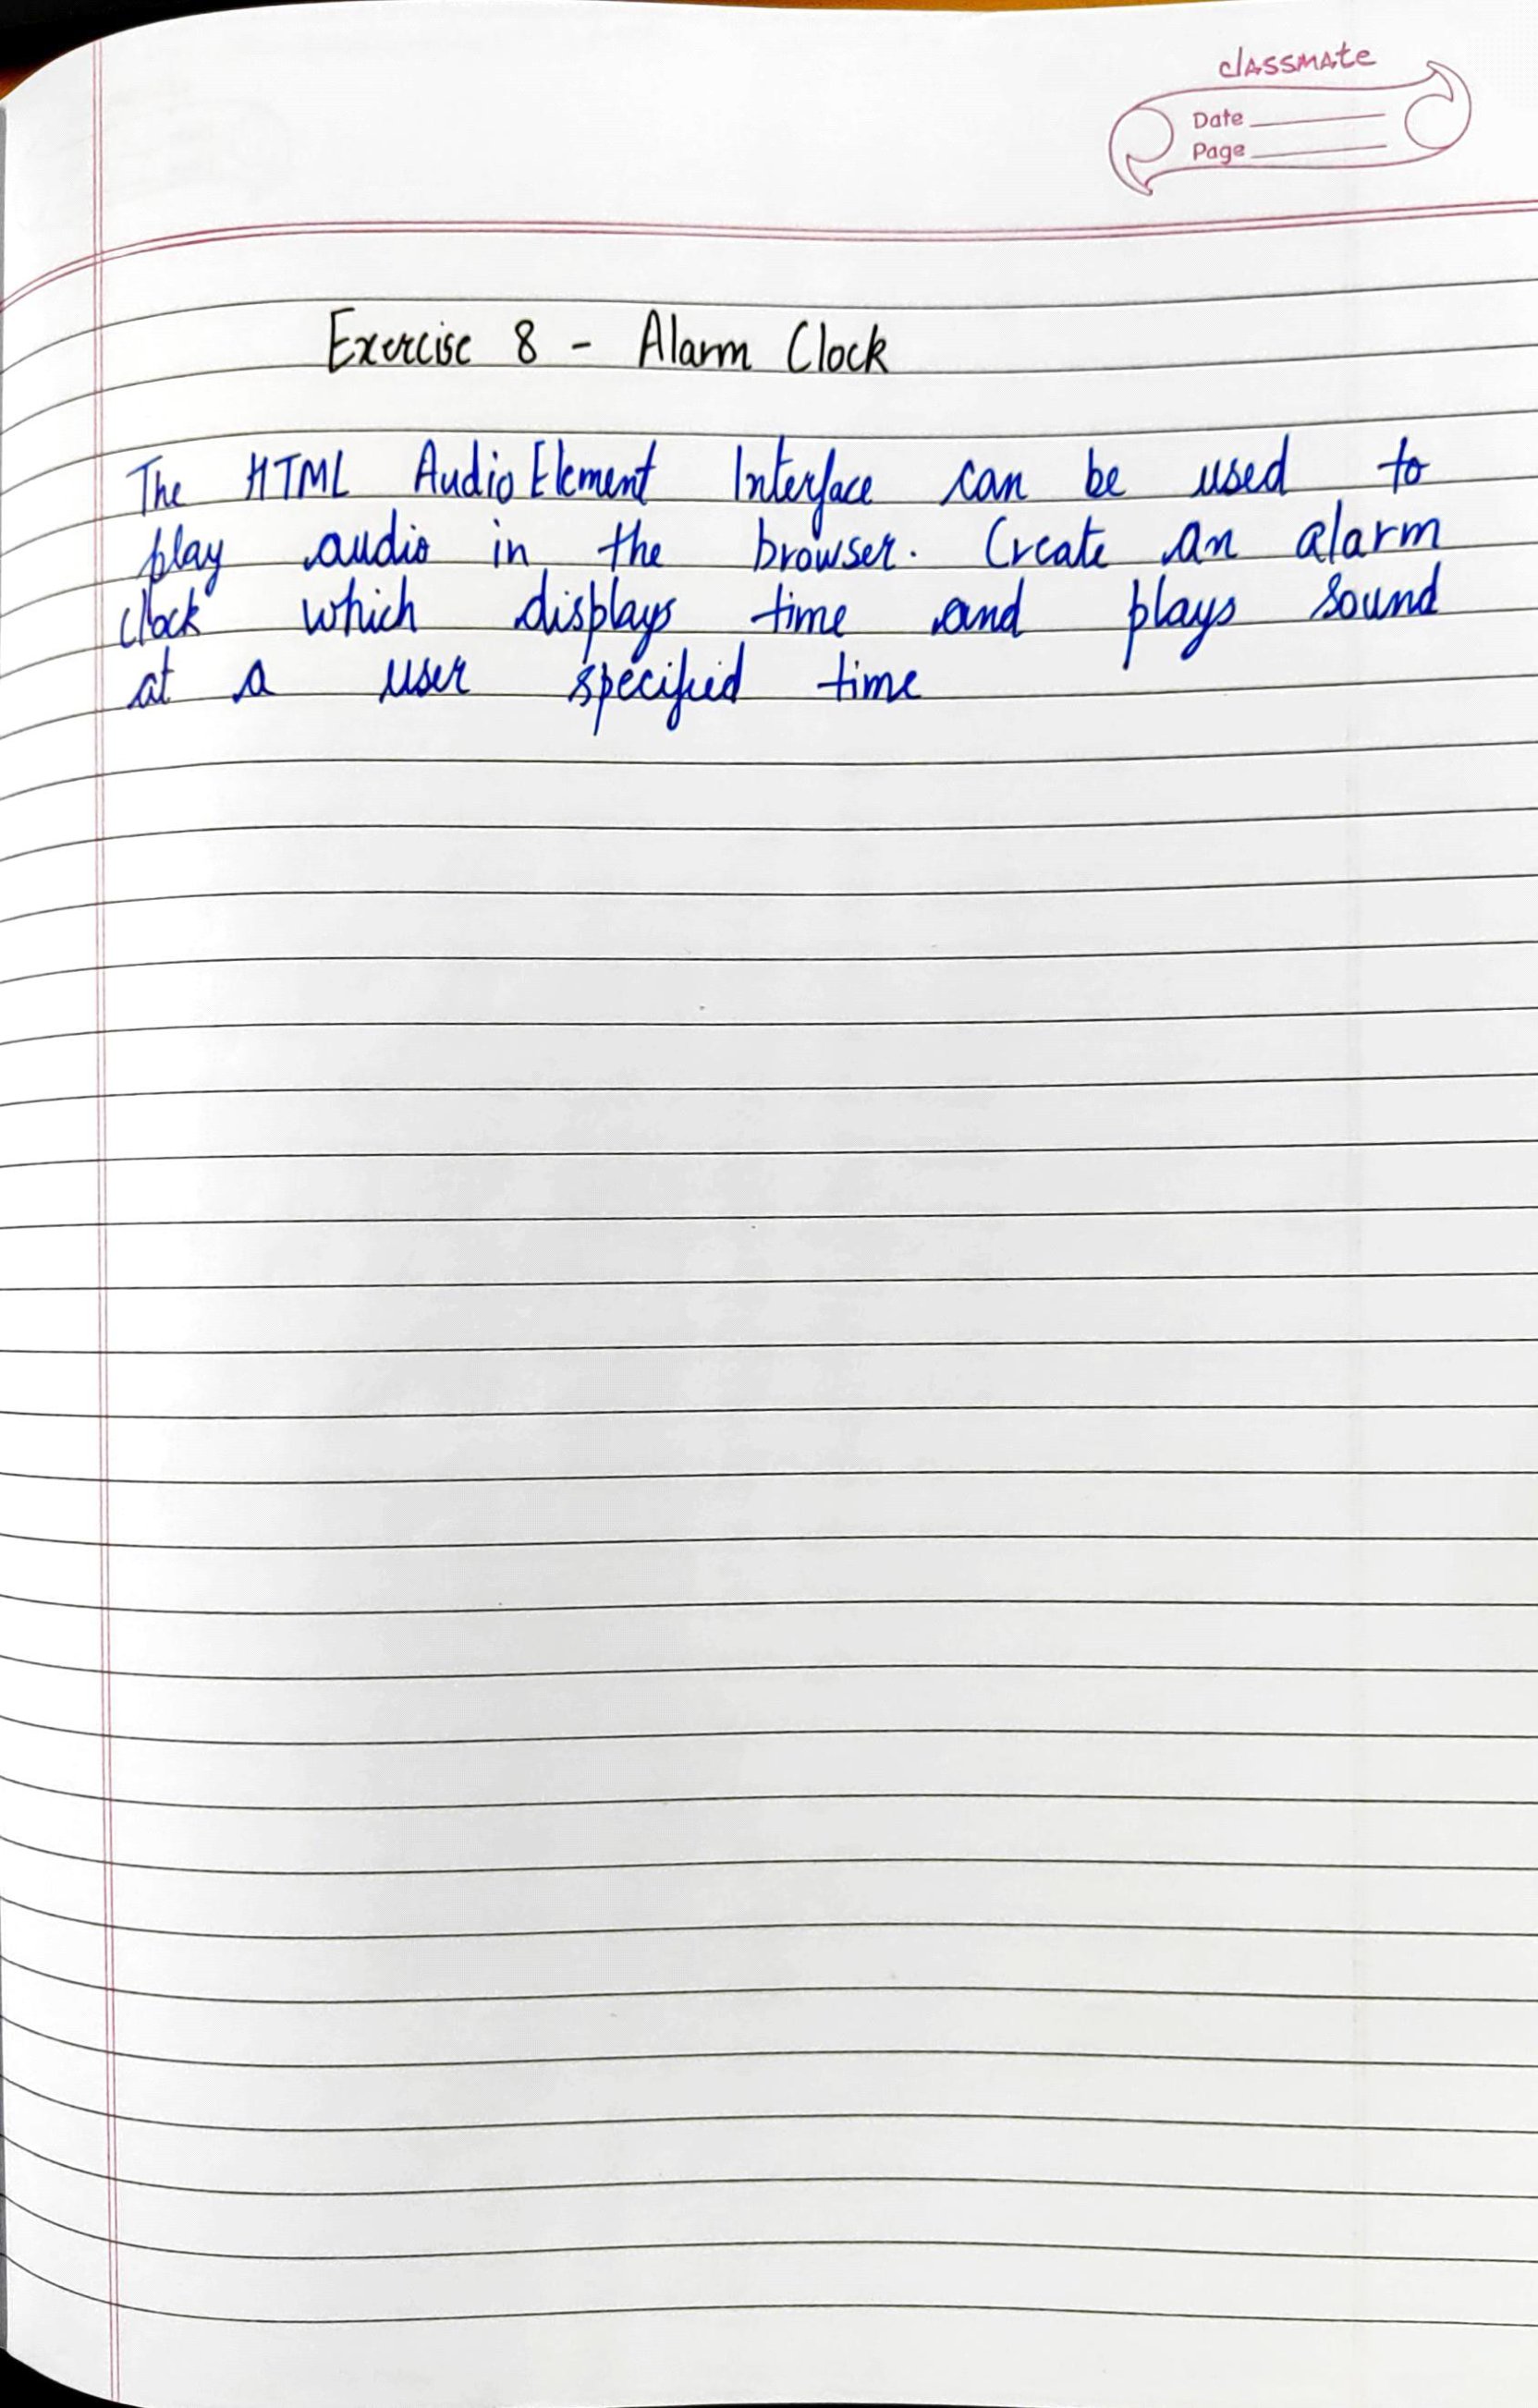 classmate
Date
Page
Exercise 8 - Alarm Clock
The HTML AudioElement Interface can be used to
play audio in the browser. Create an alarm
clock which displays time and plays sound
at a user specified time